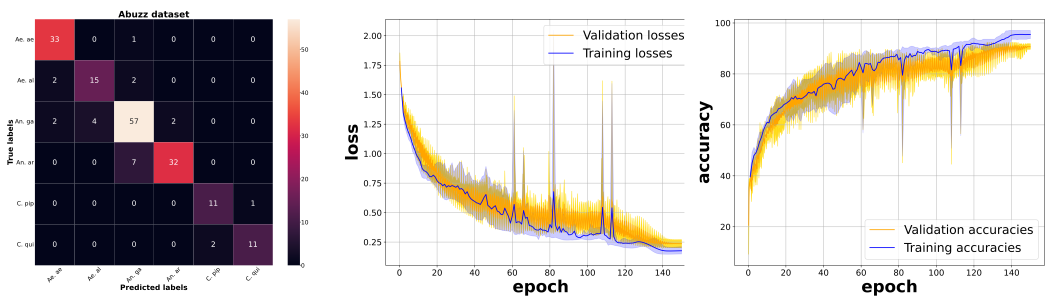 Abuzz dataset
True labels
Ae. ae 33 0 1 0 0 0
Ae. al 2 15 2 0 0 0
An. ga 2 4 57 2 0 0
An. ar 0 0 7 32 0 0
C. pip 0 0 0 0 11 1
C. qui 0 0 0 0 2 11
Ae. ae Ae. al An. ga An. ar C. pip C. qui
Predicted labels
50
40
30
20
10
0
loss
2.00
1.75
1.50
1.25
1.00
0.75
0.50
0.25
Validation losses
Training losses
0 20 40 60 80 100 120 140
epoch
accuracy
100
80
60
40
20
Validation accuracies
Training accuracies
0 20 40 60 80 100 120 140
epoch